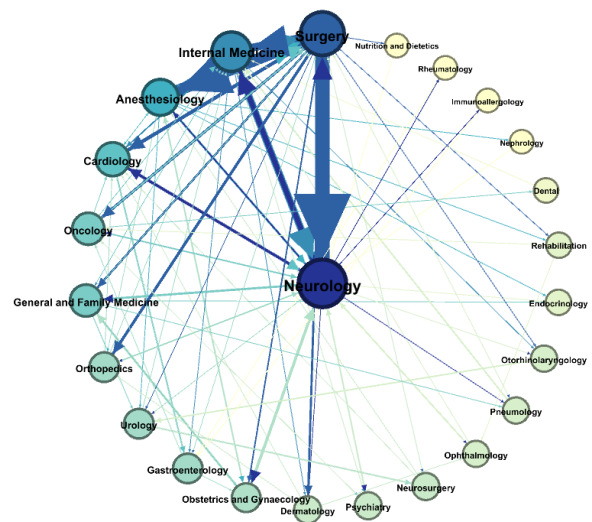 Surgery
Internal Medicine
Nutrition and Dietetics
Rheumatology
Anesthesiology
Immunoallergology
Nephrology
Cardiology
Dental
Oncology
Rehabilitation
Neurology
General and Family Medicine
Endocrinology
Orthopedics
Otorhinolaryngology
Pneumology
Urology
Ophthalmology
Gastroenterology
Neurosurgery
Obstetrics and Gynaecology
Psychiatry
Dermatology